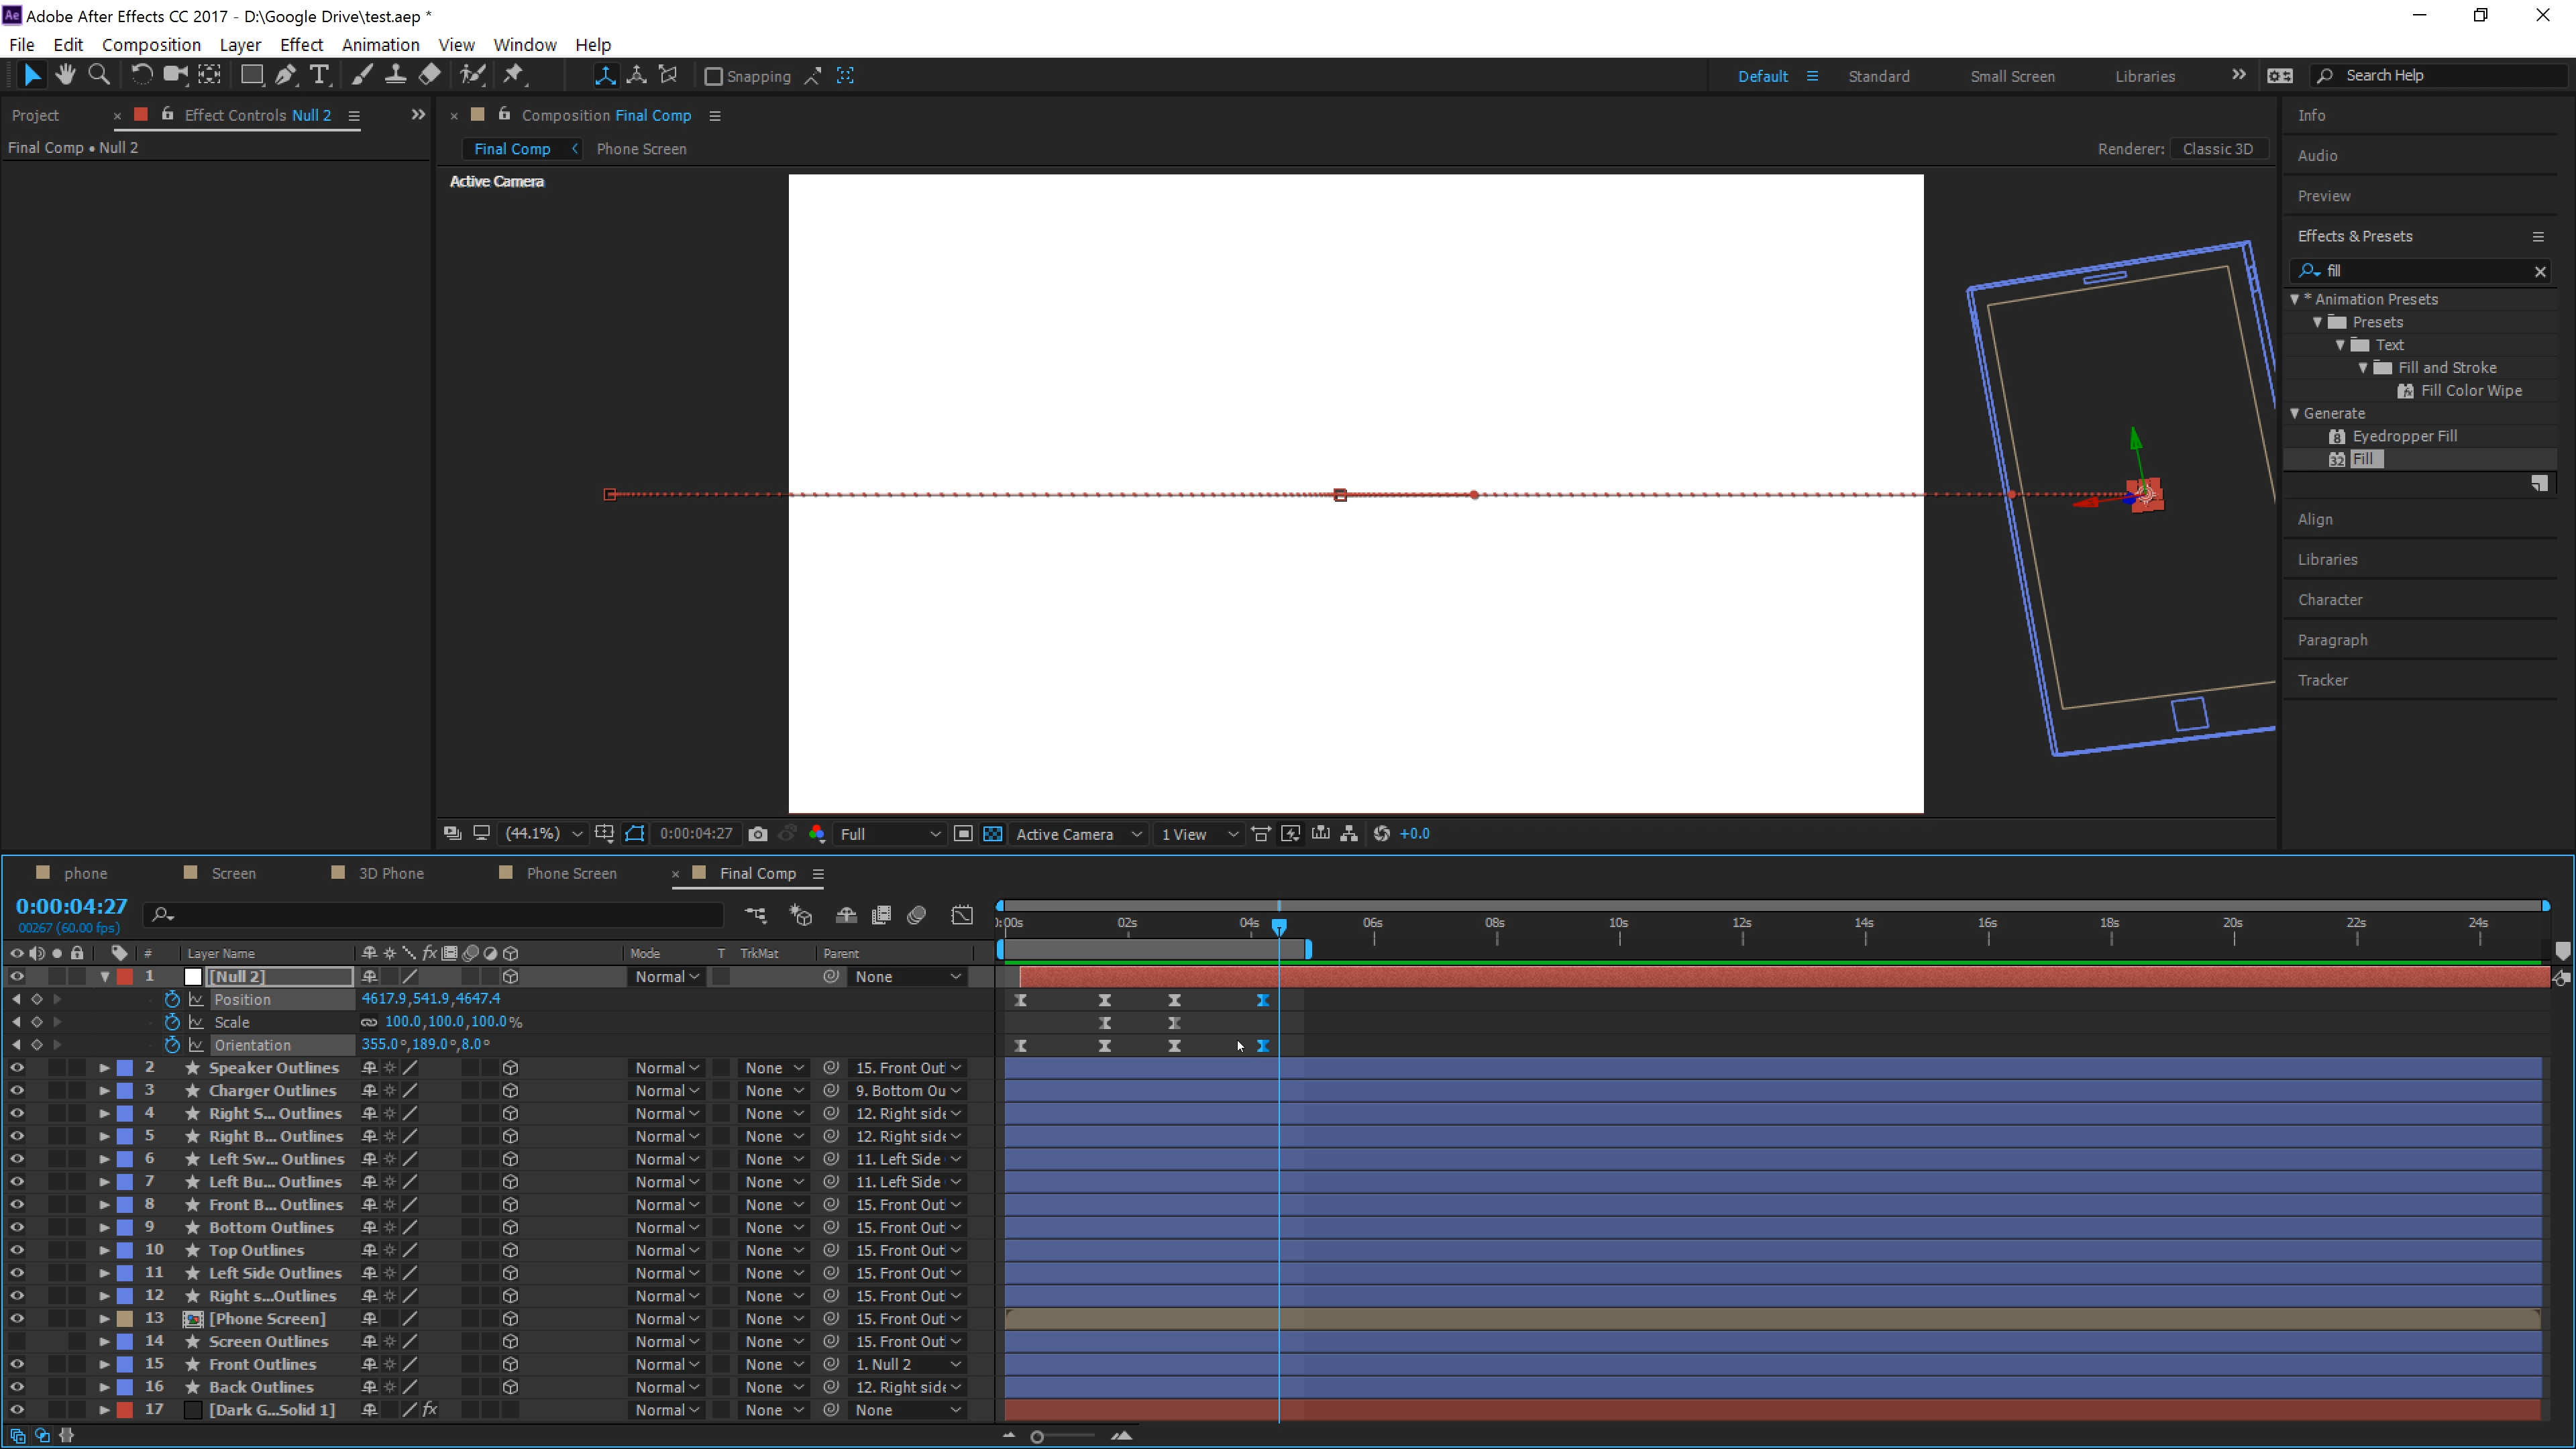 Ae Adobe After Effects CC 2017 - D:\Google Drive\test.aep *
File Edit Composition Layer Effect Animation View Window Help
Snapping Default Standard Small Screen Libraries Search Help
Project Effect Controls Null 2
Final Comp • Null 2
Composition Final Comp
Final Comp Phone Screen
Renderer: Classic 3D
Active Camera
Info
Audio
Preview
Effects & Presets
fill
* Animation Presets
Presets
Text
Fill and Stroke
Fill Color Wipe
Generate
8 Eyedropper Fill
32 Fill
Align
Libraries
Character
Paragraph
Tracker
(44.1%) 0:00:04:27 Full Active Camera 1 View +0.0
phone Screen 3D Phone Phone Screen Final Comp
0:00:04:27
00267 (60.00 fps)
):00s 02s 04s 06s 08s 10s 12s 14s 16s 18s 20s 22s 24s
# Layer Name fx Mode T TrkMat Parent
1 [Null 2] Normal None
Position 4617.9,541.9,4647.4
Scale 100.0,100.0,100.0%
Orientation 355.0°,189.0°,8.0°
2 Speaker Outlines Normal None 15. Front Out
3 Charger Outlines Normal None 9. Bottom Ou
4 Right S... Outlines Normal None 12. Right side
5 Right B... Outlines Normal None 12. Right side
6 Left Sw... Outlines Normal None 11. Left Side
7 Left Bu... Outlines Normal None 11. Left Side
8 Front B... Outlines Normal None 15. Front Out
9 Bottom Outlines Normal None 15. Front Out
10 Top Outlines Normal None 15. Front Out
11 Left Side Outlines Normal None 15. Front Out
12 Right s...Outlines Normal None 15. Front Out
13 [Phone Screen] Normal None 15. Front Out
14 Screen Outlines Normal None 15. Front Out
15 Front Outlines Normal None 1. Null 2
16 Back Outlines Normal None 12. Right side
17 [Dark G...Solid 1] fx Normal None None